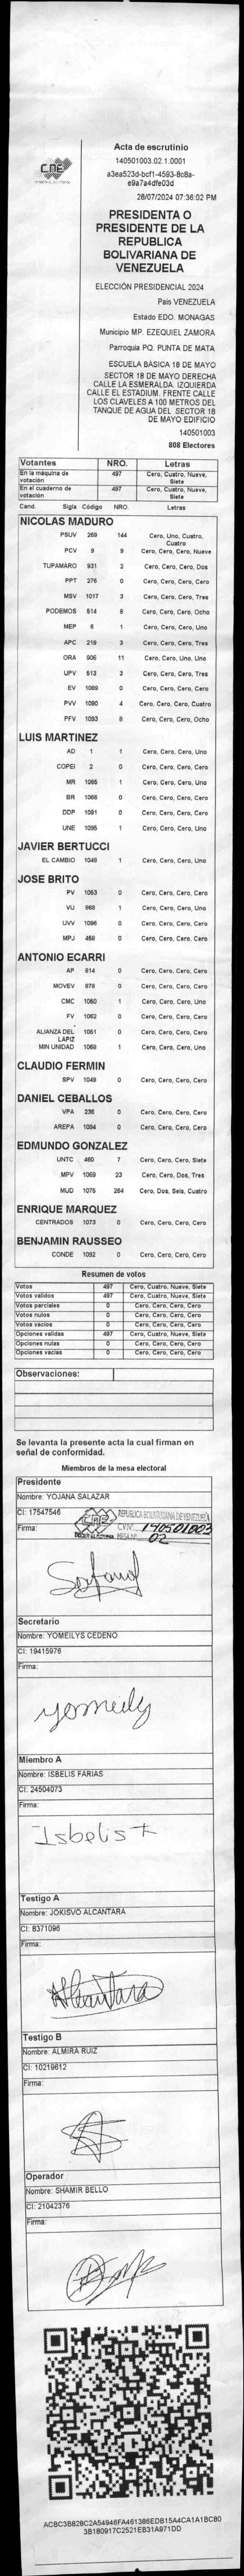 CNE
Acta de escrutinio
140501003.02.1.0001
a3ea523d-bcf1-4593-8c8a-
e9a7a4dfe03d
28/07/2024 07:36:02 PM
PRESIDENTA O
PRESIDENTE DE LA
REPUBLICA
BOLIVARIANA DE
VENEZUELA
ELECCIÓN PRESIDENCIAL 2024
Pais VENEZUELA
Estado EDO. MONAGAS
Municipio MP. EZEQUIEL ZAMORA
Parroquia PQ. PUNTA DE MATA
ESCUELA BÁSICA 18 DE MAYO
SECTOR 18 DE MAYO DERECHA
CALLE LA ESMERALDA. IZQUIERDA
CALLE EL ESTADIUM. FRENTE CALLE
LOS CLAVELES A 100 METROS DEL
TANQUE DE AGUA DEL SECTOR 18
DE MAYO EDIFICIO
140501003
808 Electores
Votantes NRO. Letras
En la máquina de votación 497 Cero, Cuatro, Nueve, Siete
En el cuaderno de votación 497 Cero, Cuatro, Nueve, Siete
Cand. Sigla Código NRO. Letras
NICOLAS MADURO
PSUV 269 144 Cero, Uno, Cuatro, Cuatro
PCV 9 9 Cero, Cero, Cero, Nueve
TUPAMARO 931 2 Cero, Cero, Cero, Dos
PPT 276 0 Cero, Cero, Cero, Cero
MSV 1017 3 Cero, Cero, Cero, Tres
PODEMOS 514 8 Cero, Cero, Cero, Ocho
MEP 6 1 Cero, Cero, Cero, Uno
APC 219 3 Cero, Cero, Cero, Tres
ORA 906 11 Cero, Cero, Uno, Uno
UPV 513 3 Cero, Cero, Cero, Tres
EV 1089 0 Cero, Cero, Cero, Cero
PVV 1090 4 Cero, Cero, Cero, Cuatro
PFV 1093 8 Cero, Cero, Cero, Ocho
LUIS MARTINEZ
AD 1 1 Cero, Cero, Cero, Uno
COPEI 2 0 Cero, Cero, Cero, Cero
MR 1065 1 Cero, Cero, Cero, Uno
BR 1066 0 Cero, Cero, Cero, Cero
DDP 1091 0 Cero, Cero, Cero, Cero
UNE 1095 1 Cero, Cero, Cero, Uno
JAVIER BERTUCCI
EL CAMBIO 1048 1 Cero, Cero, Cero, Uno
JOSE BRITO
PV 1053 0 Cero, Cero, Cero, Cero
VU 868 1 Cero, Cero, Cero, Uno
UVV 1096 0 Cero, Cero, Cero, Cero
MPJ 458 0 Cero, Cero, Cero, Cero
ANTONIO ECARRI
AP 814 0 Cero, Cero, Cero, Cero
MOVEV 978 0 Cero, Cero, Cero, Cero
CMC 1050 1 Cero, Cero, Cero, Uno
FV 1062 0 Cero, Cero, Cero, Cero
ALIANZA DEL LAPIZ 1051 0 Cero, Cero, Cero, Cero
MIN UNIDAD 1068 1 Cero, Cero, Cero, Uno
CLAUDIO FERMIN
SPV 1049 0 Cero, Cero, Cero, Cero
DANIEL CEBALLOS
VPA 236 0 Cero, Cero, Cero, Cero
AREPA 1094 0 Cero, Cero, Cero, Cero
EDMUNDO GONZALEZ
UNTC 460 7 Cero, Cero, Cero, Siete
MPV 1069 23 Cero, Cero, Dos, Tres
MUD 1075 264 Cero, Dos, Seis, Cuatro
ENRIQUE MARQUEZ
CENTRADOS 1073 0 Cero, Cero, Cero, Cero
BENJAMIN RAUSSEO
CONDE 1092 0 Cero, Cero, Cero, Cero
Resumen de votos
Votos 497 Cero, Cuatro, Nueve, Siete
Votos validos 497 Cero, Cuatro, Nueve, Siete
Votos parciales 0 Cero, Cero, Cero, Cero
Votos nulos 0 Cero, Cero, Cero, Cero
Votos vacios 0 Cero, Cero, Cero, Cero
Opciones validas 497 Cero, Cuatro, Nueve, Siete
Opciones nulas 0 Cero, Cero, Cero, Cero
Opciones vacias 0 Cero, Cero, Cero, Cero
Observaciones:
Se levanta la presente acta la cual firman en
señal de conformidad.
Miembros de la mesa electoral
Presidente
Nombre: YOJANA SALAZAR
CI: 17547546
Firma:
CNE REPUBLICA BOLIVARIANA DE VENEZUELA
140501003
MESA Nº 02
Secretario
Nombre: YOMEILYS CEDEÑO
CI: 19415976
Firma:
Miembro A
Nombre: ISBELIS FARIAS
CI: 24504073
Firma:
Isbelis F
Testigo A
Nombre: JOKISVO ALCANTARA
CI: 8371096
Firma:
Alcantara
Testigo B
Nombre: ALMIRA RUIZ
CI: 10219612
Firma:
Operador
Nombre: SHAMIR BELLO
CI: 21042376
Firma:
ACBC3B828C2A54946FA461386EDB15A4CA1A1BC80
3B180917C2521EB31A971DD